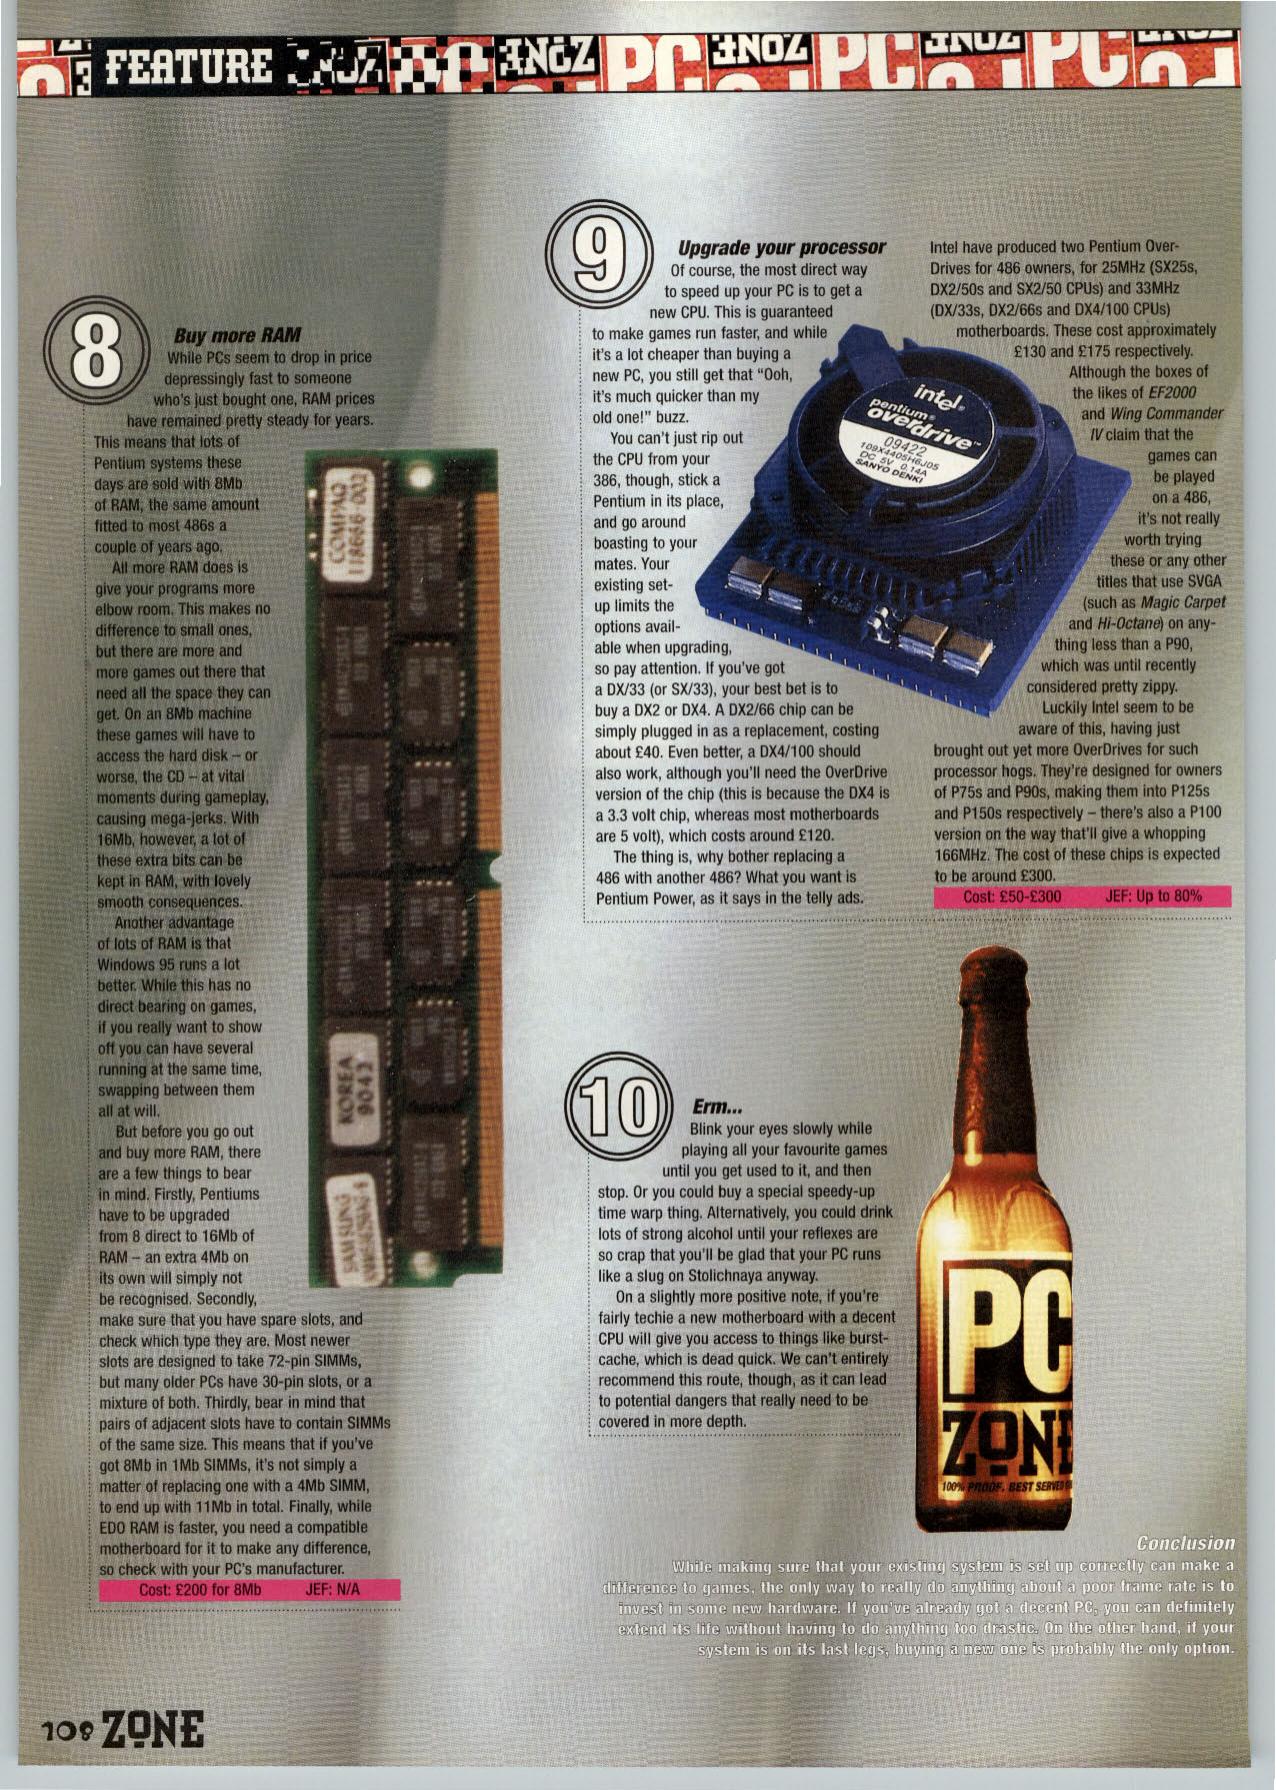 FEATURE
PC
ZONE
PC
ZONE
PC
8
Buy more RAM
While PCs seem to drop in price
depressingly fast to someone
who's just bought one, RAM prices
have remained pretty steady for years.
This means that lots of
Pentium systems these
days are sold with 8Mb
of RAM, the same amount
fitted to most 486s a
couple of years ago.
All more RAM does is
give your programs more
elbow room. This makes no
difference to small ones,
but there are more and
more games out there that
need all the space they can
get. On an 8Mb machine
these games will have to
access the hard disk – or
worse, the CD – at vital
moments during gameplay,
causing mega-jerks. With
16Mb, however, a lot of
these extra bits can be
kept in RAM, with lovely
smooth consequences.
Another advantage
of lots of RAM is that
Windows 95 runs a lot
better. While this has no
direct bearing on games,
if you really want to show
off you can have several
running at the same time,
swapping between them
all at will.
But before you go out
and buy more RAM, there
are a few things to bear
in mind. Firstly, Pentiums
have to be upgraded
from 8 direct to 16Mb of
RAM – an extra 4Mb on
its own will simply not
be recognised. Secondly,
make sure that you have spare slots, and
check which type they are. Most newer
slots are designed to take 72-pin SIMMs,
but many older PCs have 30-pin slots, or a
mixture of both. Thirdly, bear in mind that
pairs of adjacent slots have to contain SIMMs
of the same size. This means that if you've
got 8Mb in 1Mb SIMMs, it's not simply a
matter of replacing one with a 4Mb SIMM,
to end up with 11Mb in total. Finally, while
EDO RAM is faster, you need a compatible
motherboard for it to make any difference,
so check with your PC's manufacturer.
Cost: £200 for 8Mb JEF: N/A
COMPAQ
118686-002
KOREA
9042
SAMSUNG
9
Upgrade your processor
Of course, the most direct way
to speed up your PC is to get a
new CPU. This is guaranteed
to make games run faster, and while
it's a lot cheaper than buying a
new PC, you still get that "Ooh,
it's much quicker than my
old one!" buzz.
You can't just rip out
the CPU from your
386, though, stick a
Pentium in its place,
and go around
boasting to your
mates. Your
existing set-
up limits the
options avail-
able when upgrading,
so pay attention. If you've got
a DX/33 (or SX/33), your best bet is to
buy a DX2 or DX4. A DX2/66 chip can be
simply plugged in as a replacement, costing
about £40. Even better, a DX4/100 should
also work, although you'll need the OverDrive
version of the chip (this is because the DX4 is
a 3.3 volt chip, whereas most motherboards
are 5 volt), which costs around £120.
The thing is, why bother replacing a
486 with another 486? What you want is
Pentium Power, as it says in the telly ads.
intel®
pentium®
overdrive™
09422
109X4405H6J05
DC 5V 0.14A
SANYO DENKI
Intel have produced two Pentium Over-
Drives for 486 owners, for 25MHz (SX25s,
DX2/50s and SX2/50 CPUs) and 33MHz
(DX/33s, DX2/66s and DX4/100 CPUs)
motherboards. These cost approximately
£130 and £175 respectively.
Although the boxes of
the likes of EF2000
and Wing Commander
IV claim that the
games can
be played
on a 486,
it's not really
worth trying
these or any other
titles that use SVGA
(such as Magic Carpet
and Hi-Octane) on any-
thing less than a P90,
which was until recently
considered pretty zippy.
Luckily Intel seem to be
aware of this, having just
brought out yet more OverDrives for such
processor hogs. They're designed for owners
of P75s and P90s, making them into P125s
and P150s respectively – there's also a P100
version on the way that'll give a whopping
166MHz. The cost of these chips is expected
to be around £300.
Cost: £50-£300 JEF: Up to 80%
10
Erm...
Blink your eyes slowly while
playing all your favourite games
until you get used to it, and then
stop. Or you could buy a special speedy-up
time warp thing. Alternatively, you could drink
lots of strong alcohol until your reflexes are
so crap that you'll be glad that your PC runs
like a slug on Stolichnaya anyway.
On a slightly more positive note, if you're
fairly techie a new motherboard with a decent
CPU will give you access to things like burst-
cache, which is dead quick. We can't entirely
recommend this route, though, as it can lead
to potential dangers that really need to be
covered in more depth.
PC
ZONE
100% PROOF. BEST SERVED
Conclusion
While making sure that your existing system is set up correctly can make a
difference to games, the only way to really do anything about a poor frame rate is to
invest in some new hardware. If you've already got a decent PC, you can definitely
extend its life without having to do anything too drastic. On the other hand, if your
system is on its last legs, buying a new one is probably the only option.
108 ZONE